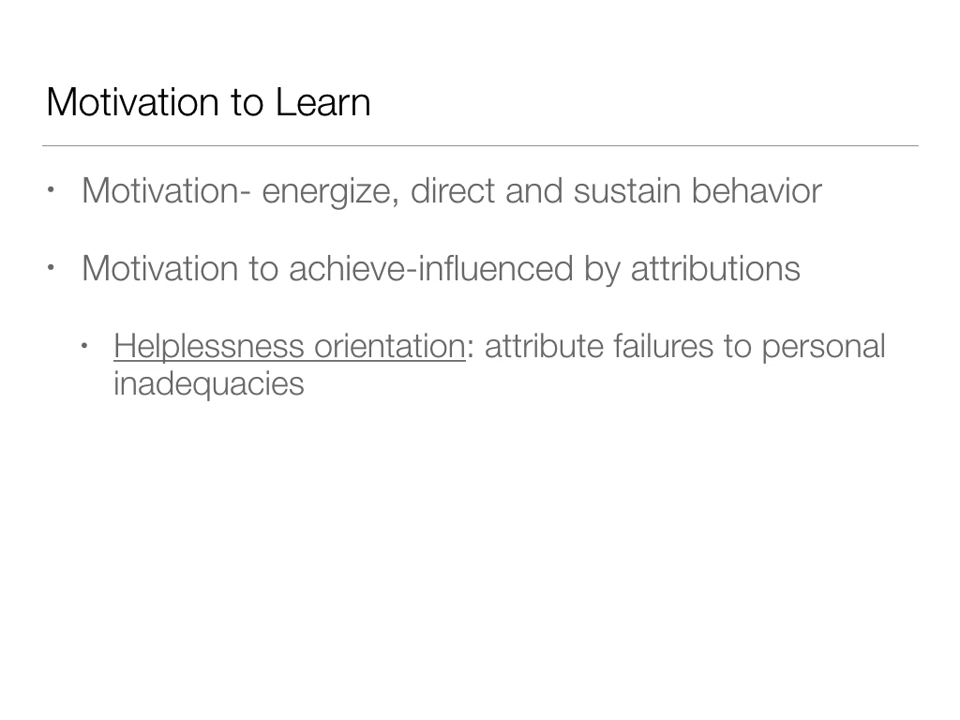 Motivation to Learn
• Motivation- energize, direct and sustain behavior
• Motivation to achieve-influenced by attributions
• Helplessness orientation: attribute failures to personal
inadequacies